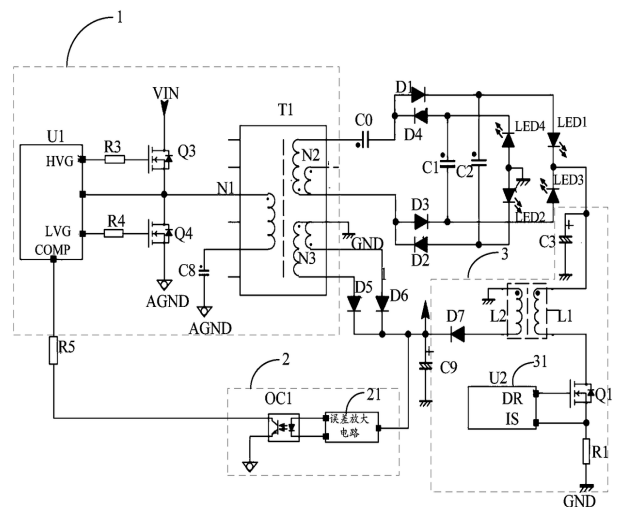 1
VIN
T1
U1
HVG
R3
Q3
LVG
R4
Q4
COMP
AGND
N1
C8
AGND
N2
N3
GND
D5
D6
C0
D1
D4
C1
C2
D3
D2
LED4
LED1
LED3
LED2
C3
3
L2
L1
D7
C9
U2
31
DR
IS
Q1
R1
GND
R5
2
OC1
21
误差放大
电路